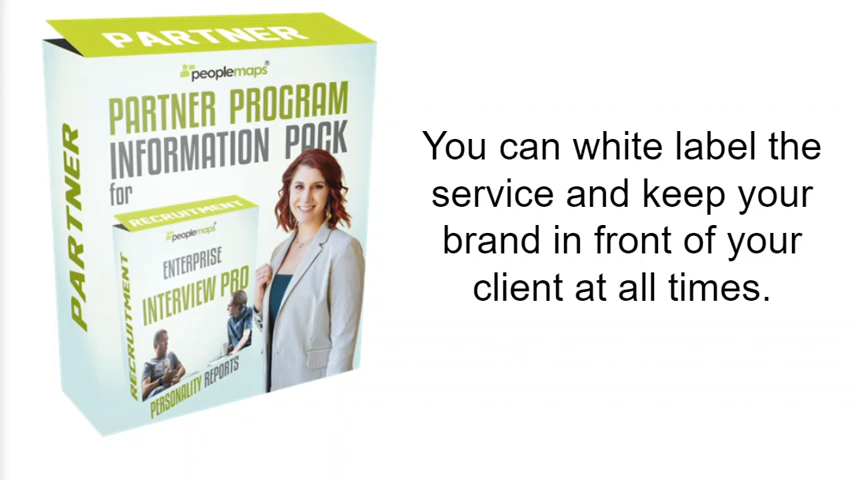 PARTNER
PARTNER
peoplemaps®
PARTNER PROGRAM
INFORMATION PACK
for
RECRUITMENT
RECRUITMENT
peoplemaps®
ENTERPRISE
INTERVIEW PRO
PERSONALITY REPORTS
You can white label the
service and keep your
brand in front of your
client at all times.